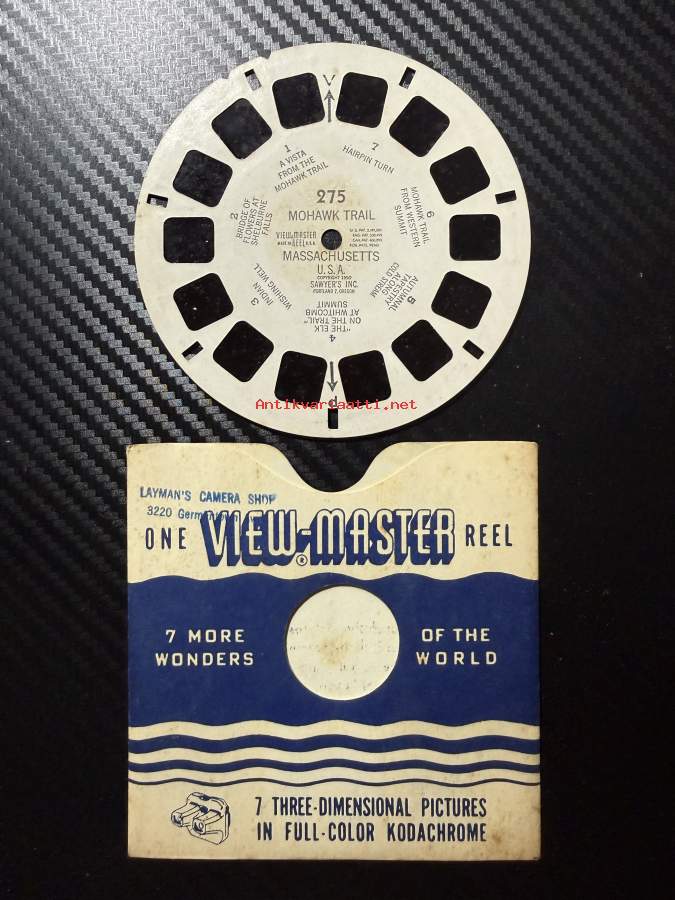 V
1
A VISTA
FROM THE
MOHAWK TRAIL
7
HAIRPIN TURN
2
BRIDGE OF
FLOWERS AT
SHELBURNE
FALLS
6
MOHAWK TRAIL
FROM WESTERN
SUMMIT
275
MOHAWK TRAIL
VIEW-MASTER
REEL
MASSACHUSETTS
U.S.A.
COPYRIGHT 1950
SAWYER'S INC.
PORTLAND 7, OREGON
3
INDIAN
WISHING WELL
5
AUTUMNAL
TAPESTRY
ALONG
COLD STREAM
4
"THE ELK
ON THE TRAIL"
AT WHITCOMB
SUMMIT
Antikvariaatti.net
LAYMAN'S CAMERA SHOP
3220 Germantown
ONE VIEW-MASTER® REEL
7 MORE
WONDERS
OF THE
WORLD
7 THREE-DIMENSIONAL PICTURES
IN FULL-COLOR KODACHROME